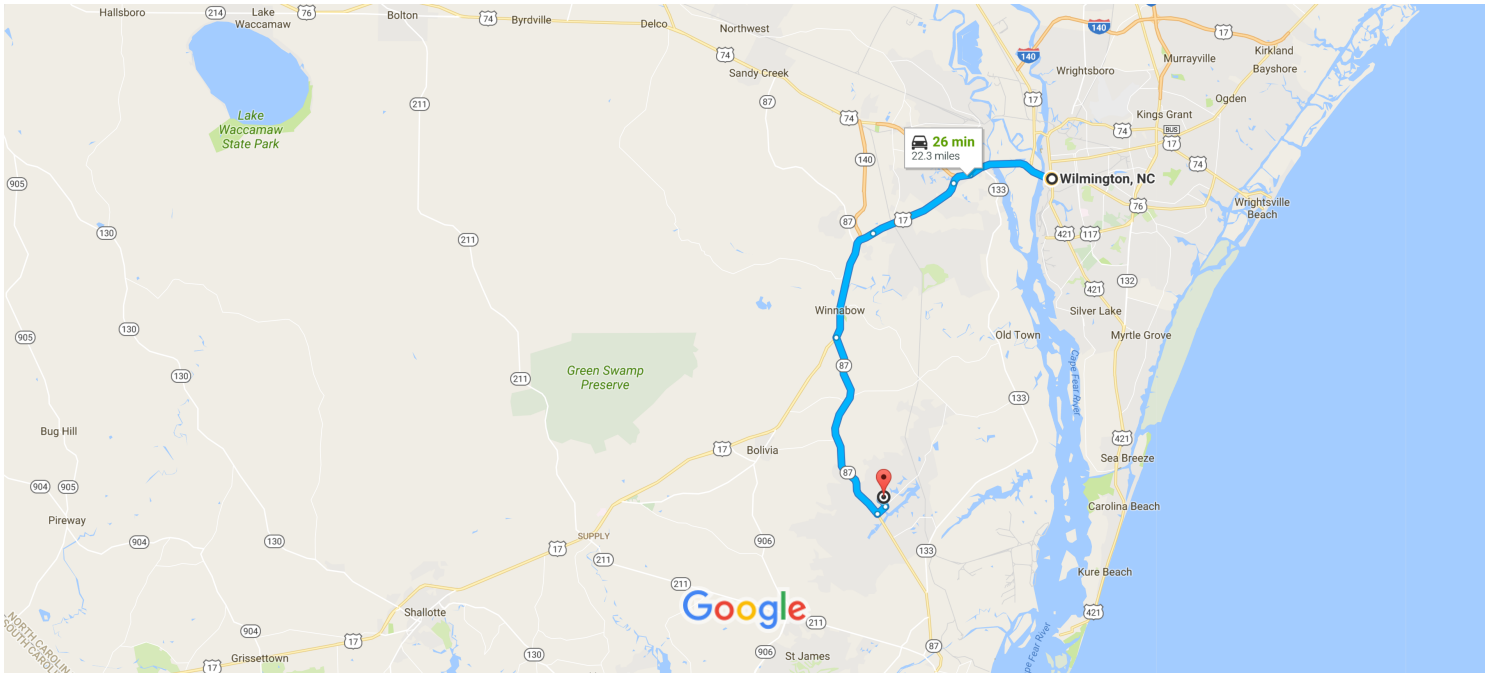 Hallsboro
214
Lake
Waccamaw
76
Bolton
74
Byrdville
Delco
Northwest
74
Sandy Creek
140
17
140
Kirkland
Murrayville
Bayshore
Wrightsboro
17
Ogden
Kings Grant
87
211
74
74
BUS
17
74
Lake
Waccamaw
State Park
26 min
22.3 miles
140
Wilmington, NC
133
905
76
Wrightsville
Beach
87
17
421
117
130
211
132
421
Silver Lake
Winnabow
905
130
Old Town
Myrtle Grove
87
Cape Fear River
Green Swamp
Preserve
130
211
133
Bug Hill
17
Bolivia
421
Sea Breeze
87
904
905
Carolina Beach
Pireway
904
130
SUPPLY
17
906
133
211
Kure Beach
211
Google
421
Shallotte
211
904
17
NORTH CAROLIN
SOUTH CAROLIN
17
Grissettown
130
906
St James
87
pe Fear River